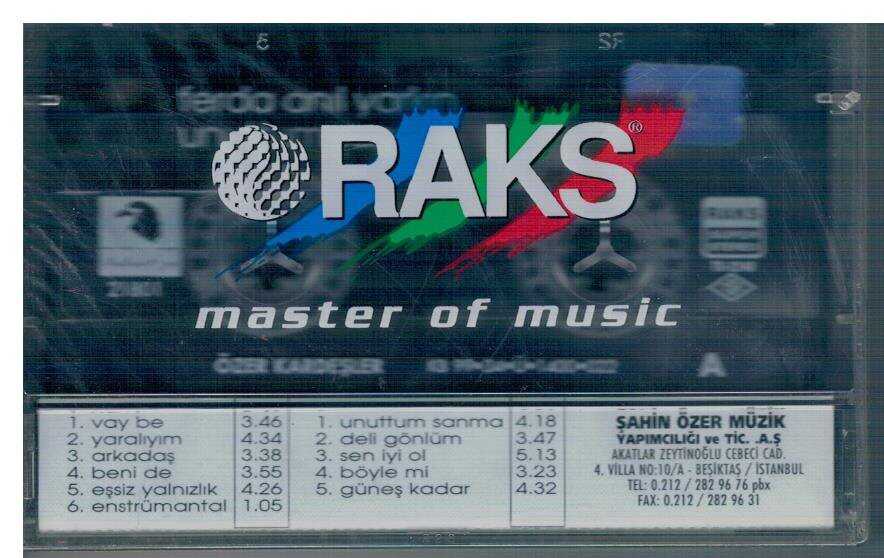 ferdo anıl yarkın
RAKS®
master of music
ÖZER KARDEŞLER
A
1. vay be 3.46
2. yaralıyım 4.34
3. arkadaş 3.38
4. beni de 3.55
5. eşsiz yalnızlık 4.26
6. enstrümantal 1.05
1. unuttum sanma 4.18
2. deli gönlüm 3.47
3. sen iyi ol 5.13
4. böyle mi 3.23
5. güneş kadar 4.32
ŞAHİN ÖZER MÜZİK
YAPIMCILIĞI ve TİC. .A.Ş
AKATLAR ZEYTİNOĞLU CEBECİ CAD.
4. VİLLA NO:10/A - BEŞİKTAŞ / İSTANBUL
TEL: 0.212 / 282 96 76 pbx
FAX: 0.212 / 282 96 31